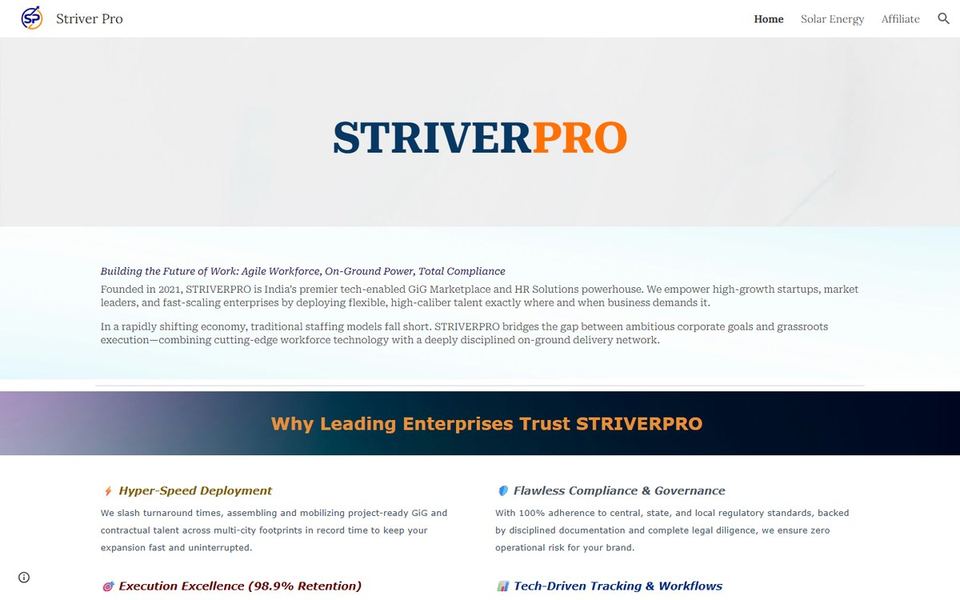 SP
Striver Pro
Home
Solar Energy
Affiliate
STRIVERPRO
Building the Future of Work: Agile Workforce, On-Ground Power, Total Compliance
Founded in 2021, STRIVERPRO is India's premier tech-enabled GiG Marketplace and HR Solutions powerhouse. We empower high-growth startups, market
leaders, and fast-scaling enterprises by deploying flexible, high-caliber talent exactly where and when business demands it.
In a rapidly shifting economy, traditional staffing models fall short. STRIVERPRO bridges the gap between ambitious corporate goals and grassroots
execution—combining cutting-edge workforce technology with a deeply disciplined on-ground delivery network.
Why Leading Enterprises Trust STRIVERPRO
Hyper-Speed Deployment
We slash turnaround times, assembling and mobilizing project-ready GiG and
contractual talent across multi-city footprints in record time to keep your
expansion fast and uninterrupted.
Flawless Compliance & Governance
With 100% adherence to central, state, and local regulatory standards, backed
by disciplined documentation and complete legal diligence, we ensure zero
operational risk for your brand.
Execution Excellence (98.9% Retention)
Tech-Driven Tracking & Workflows